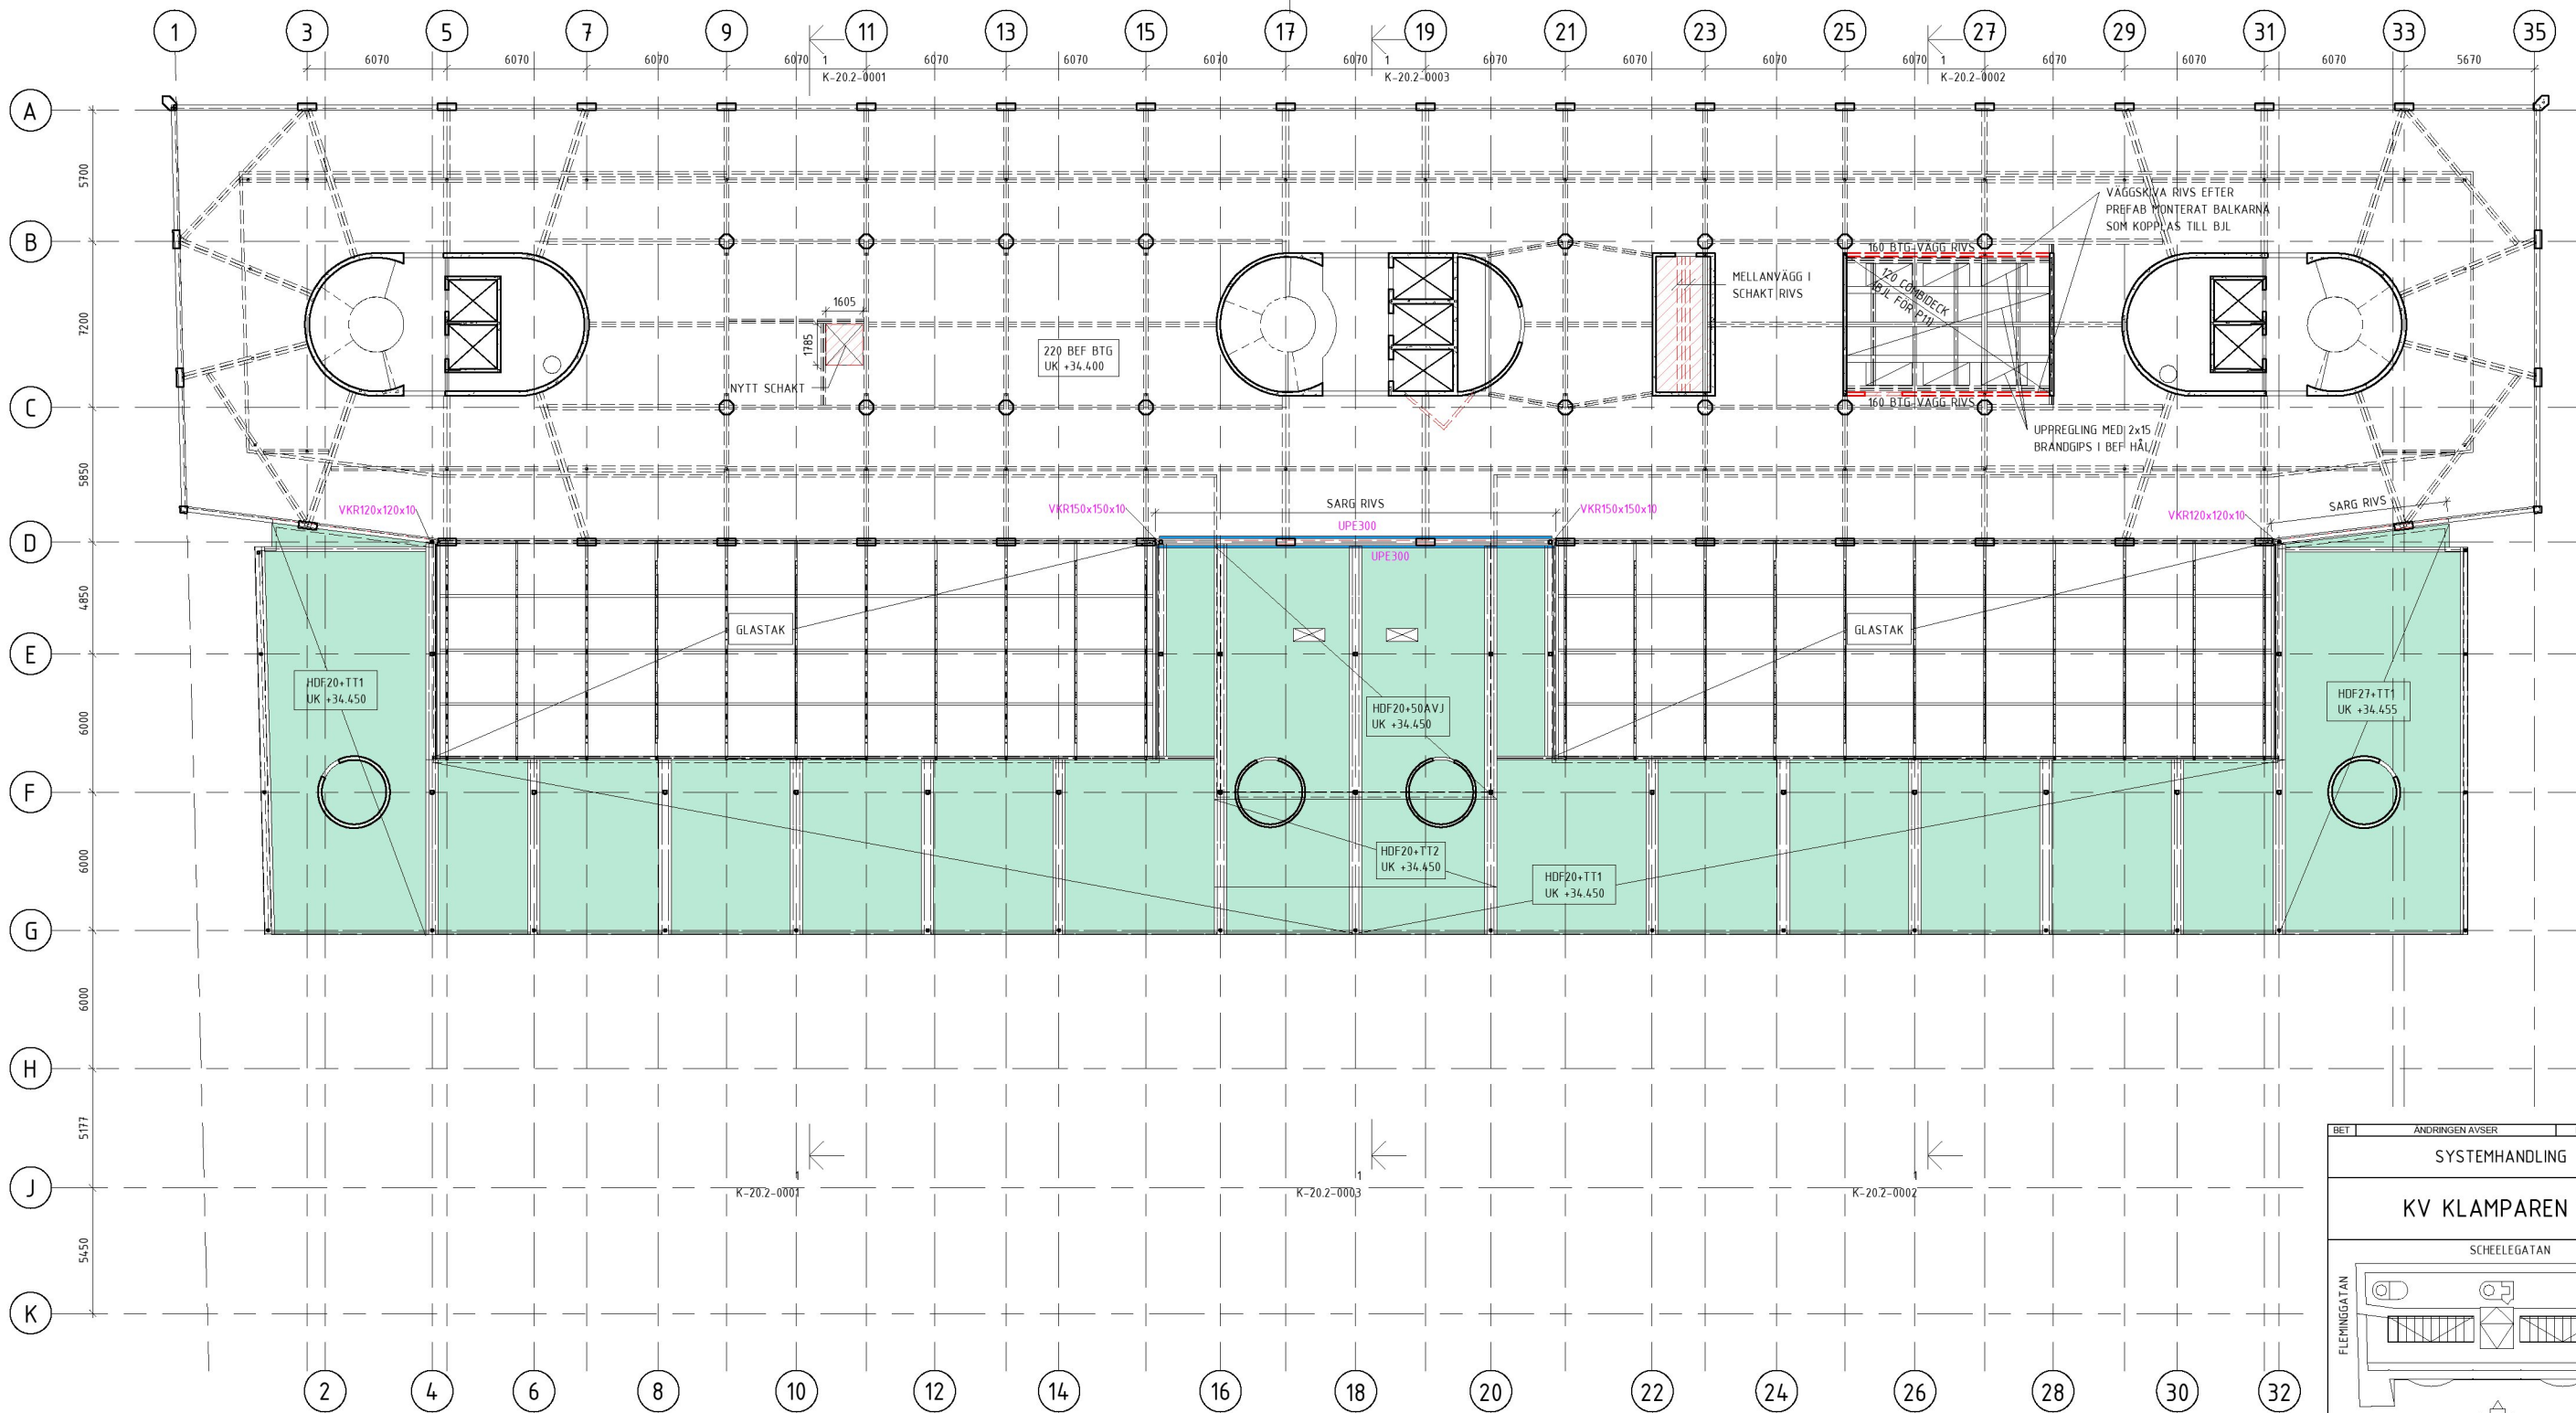 1 3 5 7 9 11 13 15 17 19 21 23 25 27 29 31 33 35
6070 6070 6070 6070 6070 6070 6070 6070 6070 6070 6070 6070 6070 6070 6070 5670
1 1 1
K-20.2-0001 K-20.2-0003 K-20.2-0002
A
5700
VÄGGSKIVA RIVS EFTER
PREFAB MONTERAT BALKARNA
SOM KOPPLAS TILL BJL
B
160 BTG-VÄGG RIVS
MELLANVÄGG I
SCHAKT RIVS
120 COMBIDECK
(BJL FÖR P11)
1605
7200
1785
220 BEF BTG
UK +34.400
NYTT SCHAKT
C
160 BTG-VÄGG RIVS
UPPREGLING MED 2x15
BRANDGIPS I BEF HÅL
5850
SARG RIVS
SARG RIVS
VKR120x120x10
VKR150x150x10
VKR150x150x10
VKR120x120x10
UPE300
D
UPE300
4850
GLASTAK
GLASTAK
E
HDF20+TT1
UK +34.450
HDF27+TT1
UK +34.455
HDF20+50AVJ
UK +34.450
6000
F
HDF20+TT2
UK +34.450
6000
HDF20+TT1
UK +34.450
G
6000
H
5177
BET ÄNDRINGEN AVSER
SYSTEMHANDLING
1 1 1
J
K-20.2-0001 K-20.2-0003 K-20.2-0002
KV KLAMPAREN
5450
SCHEELEGATAN
FLEMINGGATAN
K
2 4 6 8 10 12 14 16 18 20 22 24 26 28 30 32